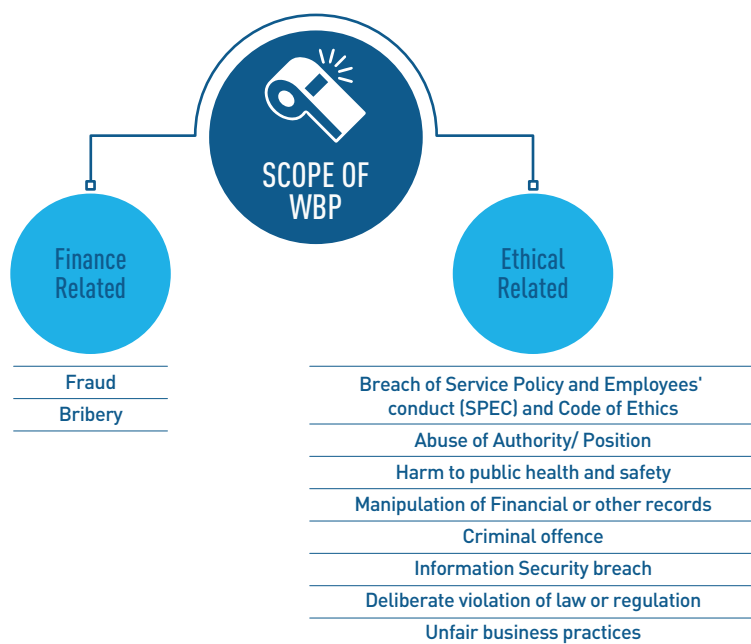 SCOPE OF
WBP
Finance
Related
Fraud
Bribery
Ethical
Related
Breach of Service Policy and Employees'
conduct (SPEC) and Code of Ethics
Abuse of Authority/ Position
Harm to public health and safety
Manipulation of Financial or other records
Criminal offence
Information Security breach
Deliberate violation of law or regulation
Unfair business practices